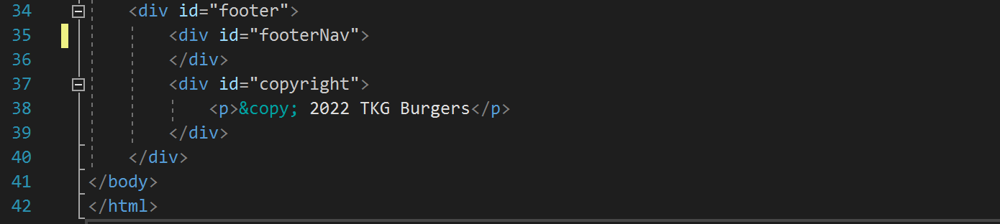 34 <div id="footer">
35 <div id="footerNav">
36 </div>
37 <div id="copyright">
38 <p>&copy; 2022 TKG Burgers</p>
39 </div>
40 </div>
41 </body>
42 </html>